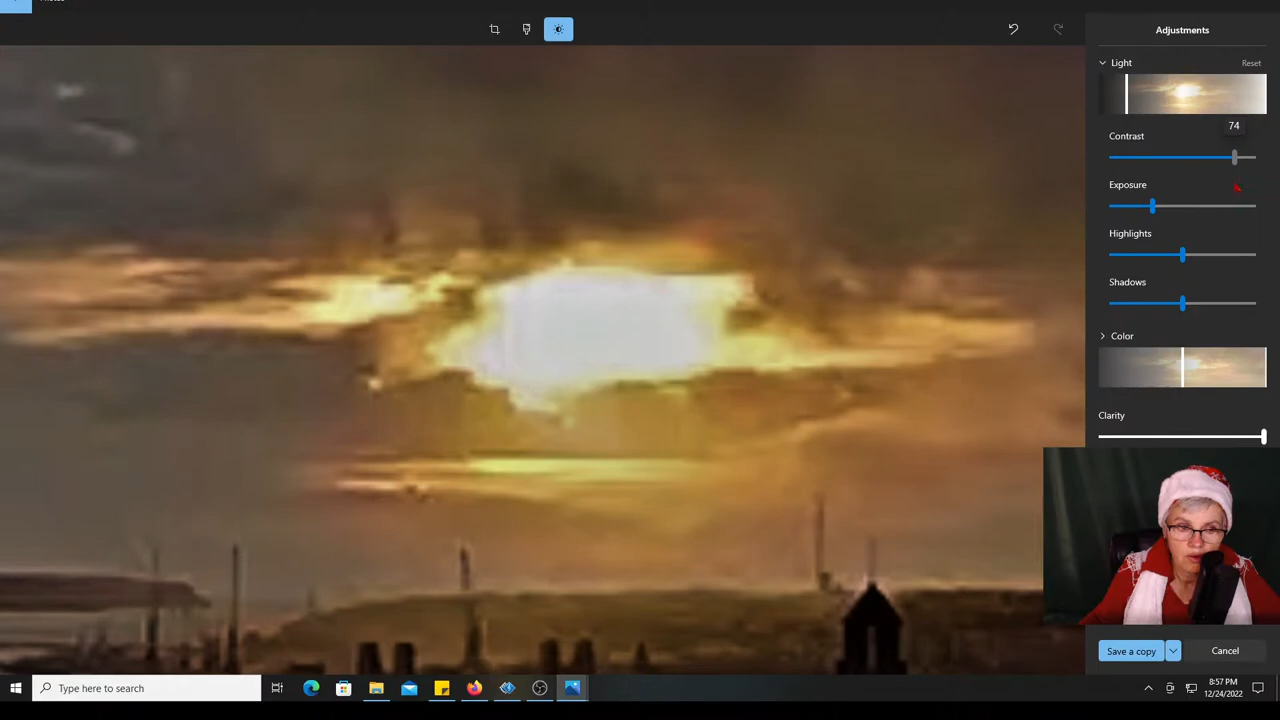 Adjustments
Light
Reset
74
Contrast
Exposure
Highlights
Shadows
Color
Clarity
Save a copy
Cancel
Type here to search
8:57 PM
12/24/2022